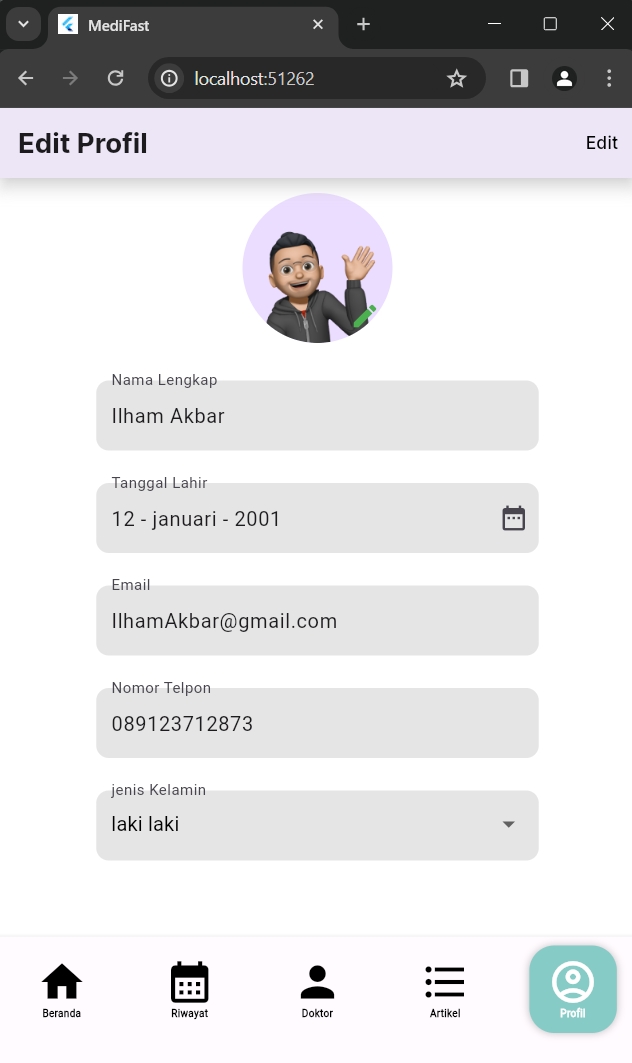 MediFast
localhost:51262
Edit Profil
Edit
Nama Lengkap
Ilham Akbar
Tanggal Lahir
12 - januari - 2001
Email
IlhamAkbar@gmail.com
Nomor Telpon
089123712873
jenis Kelamin
laki laki
Beranda
Riwayat
Doktor
Artikel
Profil